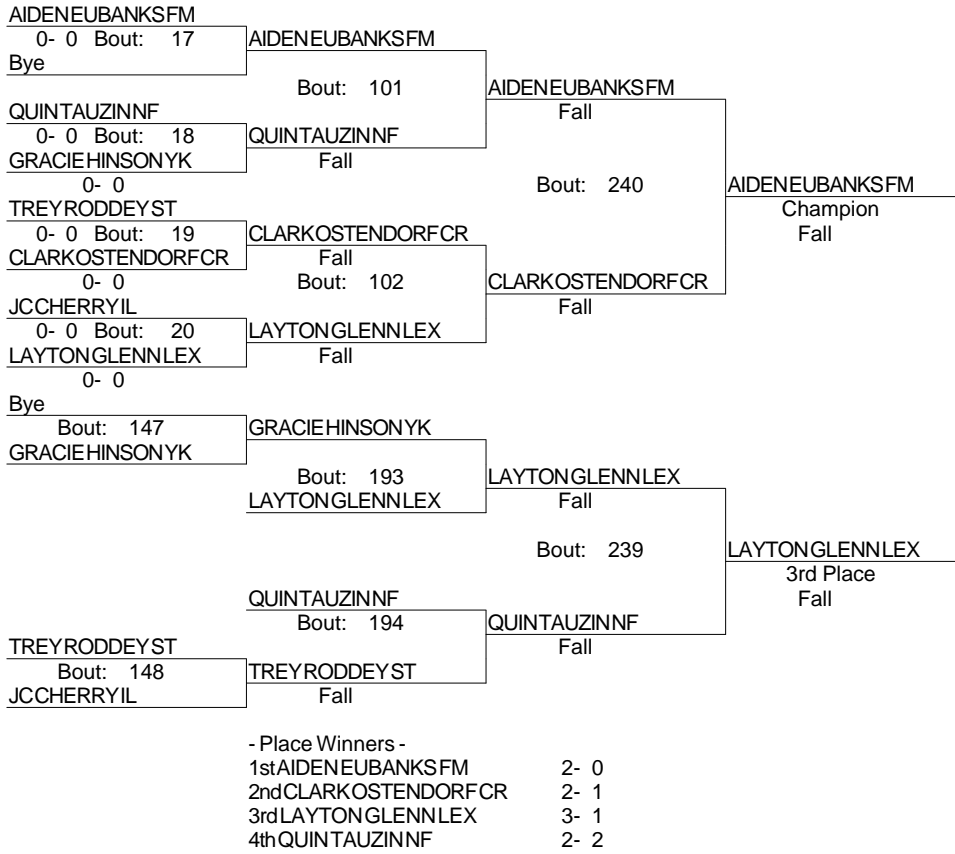 AIDENEUBANKSFM
0- 0 Bout: 17 AIDENEUBANKSFM
Bye
Bout: 101 AIDENEUBANKSFM
QUINTAUZINNF Fall
0- 0 Bout: 18 QUINTAUZINNF
GRACIEHINSONYK Fall
0- 0 Bout: 240 AIDENEUBANKSFM
TREYRODDEYST Champion
0- 0 Bout: 19 CLARKOSTENDORFCR Fall
CLARKOSTENDORFCR Fall
0- 0 Bout: 102 CLARKOSTENDORFCR
JCCHERRYIL Fall
0- 0 Bout: 20 LAYTONGLENNLEX
LAYTONGLENNLEX Fall
0- 0
Bye
Bout: 147 GRACIEHINSONYK
GRACIEHINSONYK
Bout: 193 LAYTONGLENNLEX
LAYTONGLENNLEX Fall
Bout: 239 LAYTONGLENNLEX
3rd Place
QUINTAUZINNF Fall
Bout: 194 QUINTAUZINNF
TREYRODDEYST Fall
Bout: 148 TREYRODDEYST
JCCHERRYIL Fall
- Place Winners -
1stAIDENEUBANKSFM 2- 0
2ndCLARKOSTENDORFCR 2- 1
3rdLAYTONGLENNLEX 3- 1
4thQUINTAUZINNF 2- 2